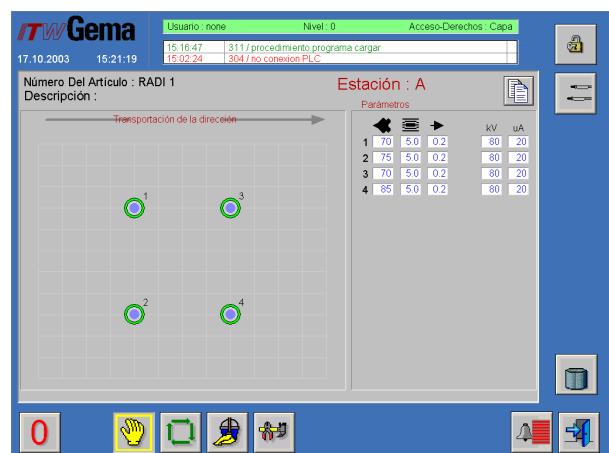 ITW Gema
Usuario : none Nivel : 0 Acceso-Derechos : Capa
15:16:47 311 / procedimiento programa cargar
17.10.2003 15:21:19 15:02:24 304 / no conexion PLC
Número Del Artículo : RADI 1 Estación : A
Descripción :
Parámetros
Transportación de la dirección
kV uA
1 70 5.0 0.2 80 20
2 75 5.0 0.2 80 20
3 70 5.0 0.2 80 20
4 85 5.0 0.2 80 20
1 3
2 4
0